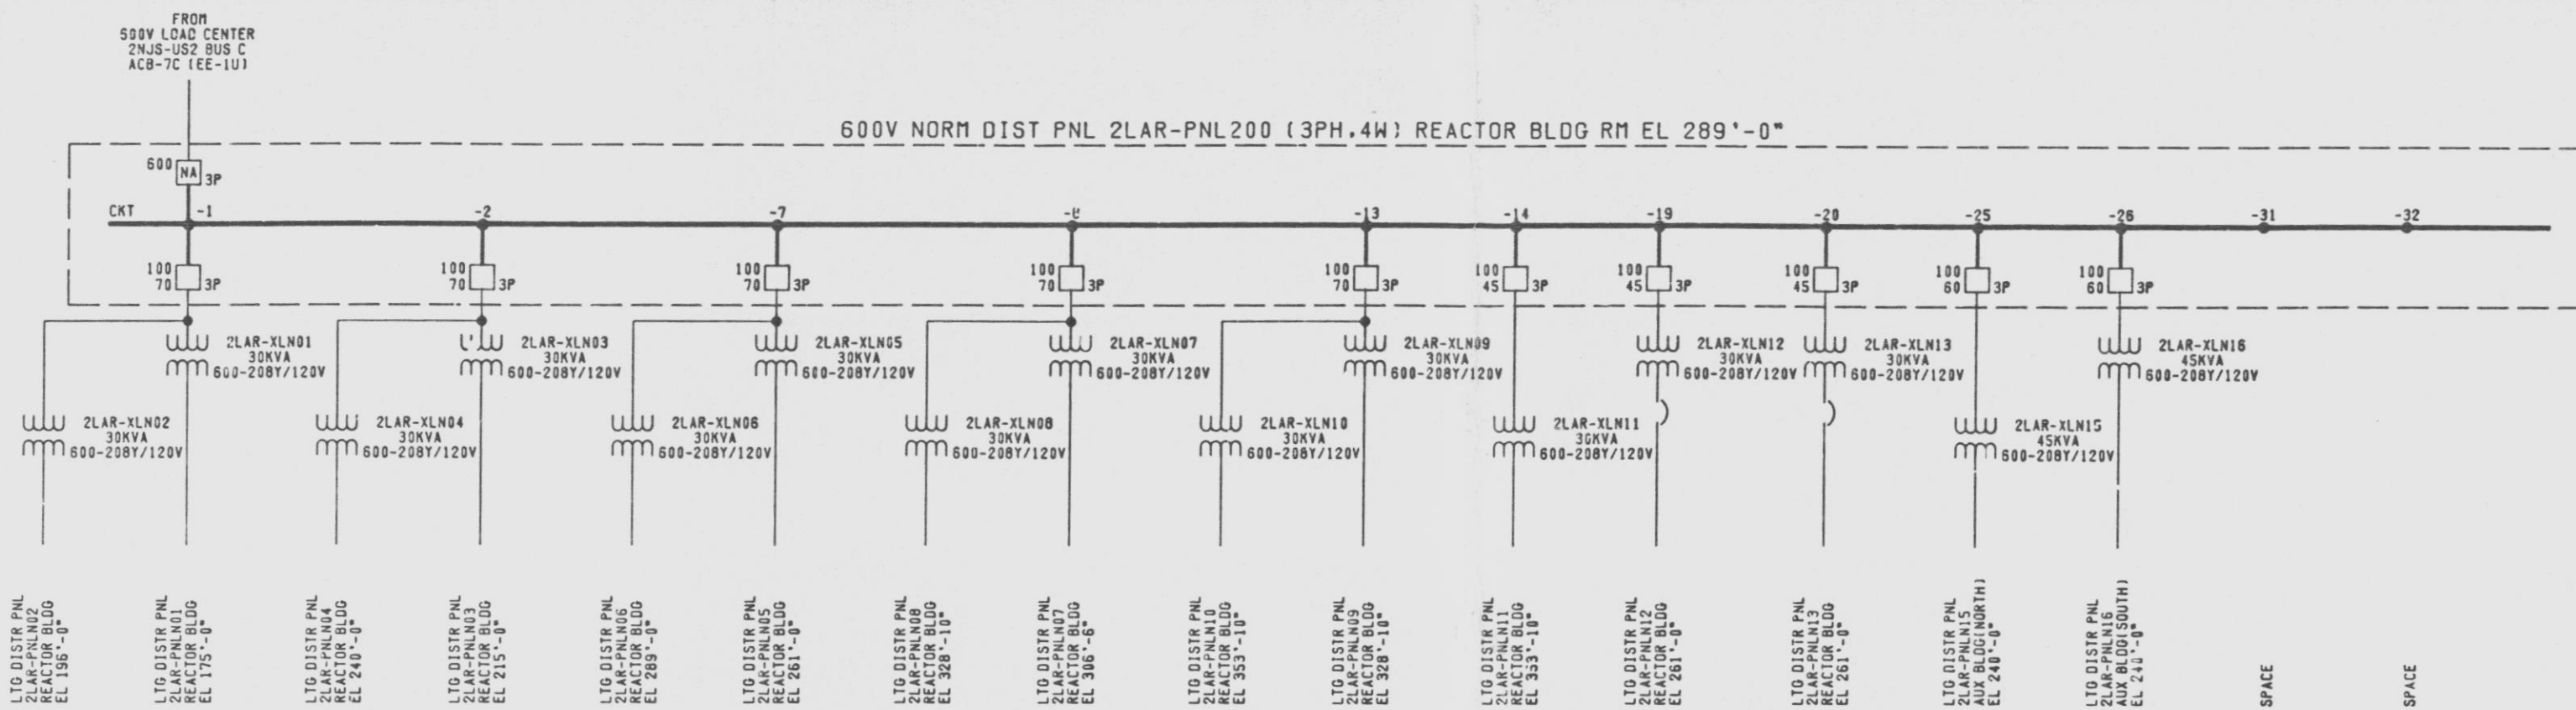 FROM
500V LOAD CENTER
2NJS-US2 BUS C
ACB-7C (EE-1U)
600V NORM DIST PNL 2LAR-PNL200 (3PH.4W) REACTOR BLDG RM EL 289'-0"
600
NA
3P
CKT
-1
-2
-7
-13
-14
-19
-20
-25
-26
-31
-32
100
70
3P
100
70
3P
100
70
3P
100
70
3P
100
70
3P
100
45
3P
100
45
3P
100
45
3P
100
60
3P
100
60
3P
2LAR-XLN01
30KVA
600-208Y/120V
2LAR-XLN03
30KVA
600-208Y/120V
2LAR-XLN05
30KVA
600-208Y/120V
2LAR-XLN07
30KVA
600-208Y/120V
2LAR-XLN09
30KVA
600-208Y/120V
2LAR-XLN12
30KVA
600-208Y/120V
2LAR-XLN13
30KVA
600-208Y/120V
2LAR-XLN16
45KVA
600-208Y/120V
2LAR-XLN02
30KVA
600-208Y/120V
2LAR-XLN04
30KVA
600-208Y/120V
2LAR-XLN06
30KVA
600-208Y/120V
2LAR-XLN08
30KVA
600-208Y/120V
2LAR-XLN10
30KVA
600-208Y/120V
2LAR-XLN11
30KVA
600-208Y/120V
2LAR-XLN15
45KVA
600-208Y/120V
LTG DISTR PNL
2LAR-PNLN02
REACTOR BLDG
EL 196'-0"
LTG DISTR PNL
2LAR-PNLN01
REACTOR BLDG
EL 175'-0"
LTG DISTR PNL
2LAR-PNLN04
REACTOR BLDG
EL 240'-0"
LTG DISTR PNL
2LAR-PNLN03
REACTOR BLDG
EL 215'-0"
LTG DISTR PNL
2LAR-PNLN06
REACTOR BLDG
EL 289'-0"
LTG DISTR PNL
2LAR-PNLN05
REACTOR BLDG
EL 261'-0"
LTG DISTR PNL
2LAR-PNLN08
REACTOR BLDG
EL 328'-10"
LTG DISTR PNL
2LAR-PNLN07
REACTOR BLDG
EL 306'-6"
LTG DISTR PNL
2LAR-PNLN10
REACTOR BLDG
EL 353'-10"
LTG DISTR PNL
2LAR-PNLN09
REACTOR BLDG
EL 328'-10"
LTG DISTR PNL
2LAR-PNLN11
REACTOR BLDG
EL 353'-10"
LTG DISTR PNL
2LAR-PNLN12
REACTOR BLDG
EL 261'-0"
LTG DISTR PNL
2LAR-PNLN13
REACTOR BLDG
EL 261'-0"
LTG DISTR PNL
2LAR-PNLN15
AUX BLDG(NORTH)
EL 240'-0"
LTG DISTR PNL
2LAR-PNLN16
AUX BLDG(SOUTH)
EL 240'-0"
SPACE
SPACE